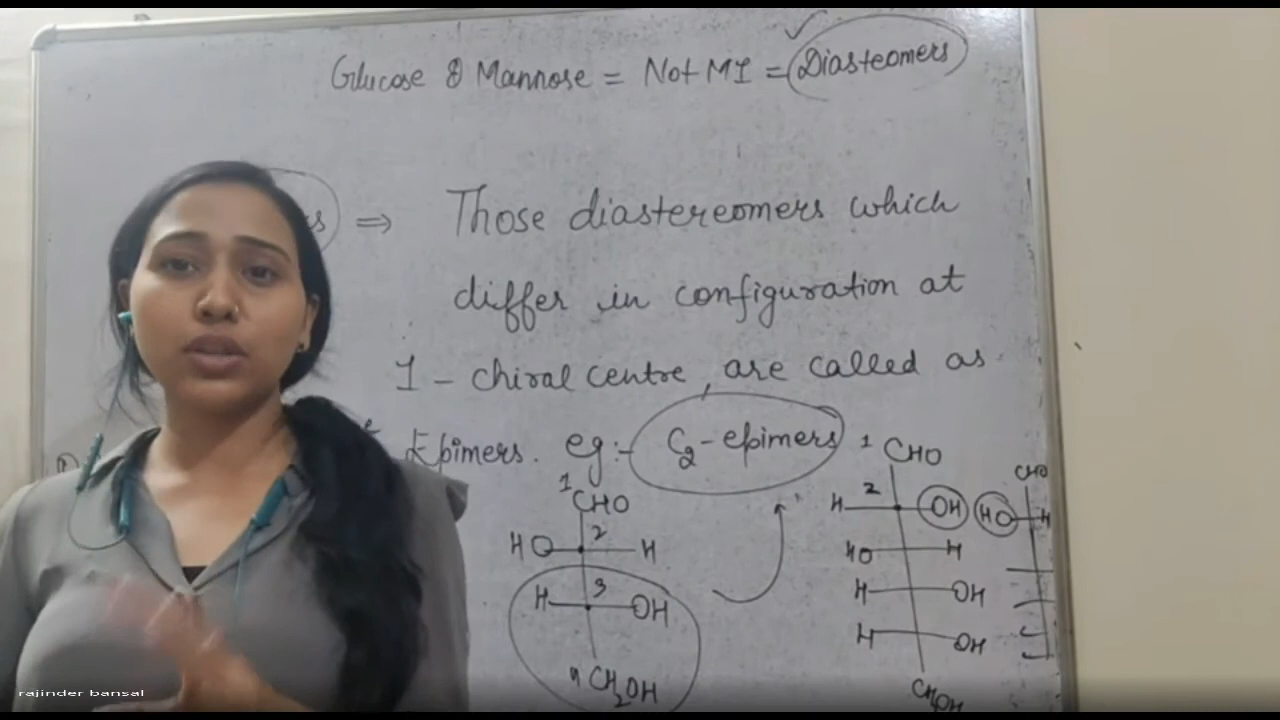 Glucose & Mannose = Not MI = Diasteomers
⇒ Those diastereomers which
differ in configuration at
1 - chiral centre, are called as
Epimers. eg:- C2-epimers
1 CHO
HO 2 H
H 3 OH
4 CH2OH
1 CHO
H 2 OH
HO H
H OH
H OH
CH2OH
CHO
HO H
rajinder bansal